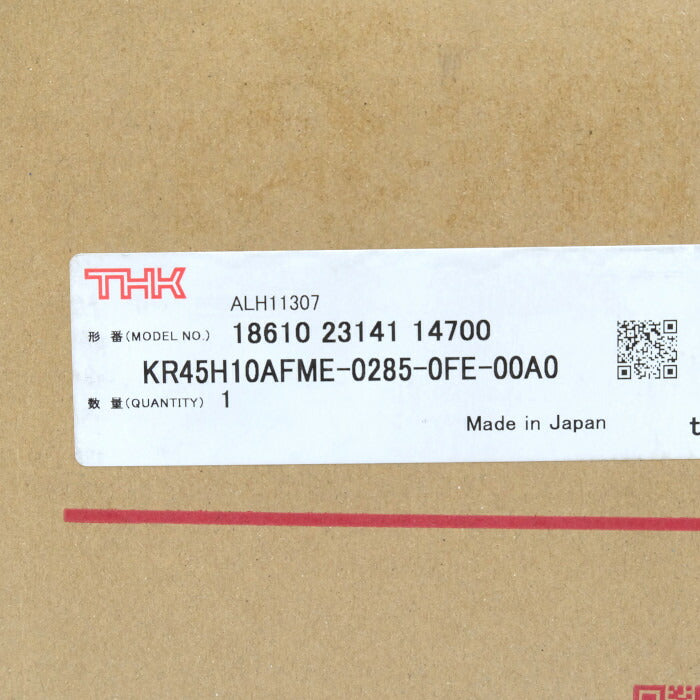 THK
ALH11307
形 番(MODEL NO.) 18610 23141 14700
KR45H10AFME-0285-0FE-00A0
数 量(QUANTITY) 1
Made in Japan
t